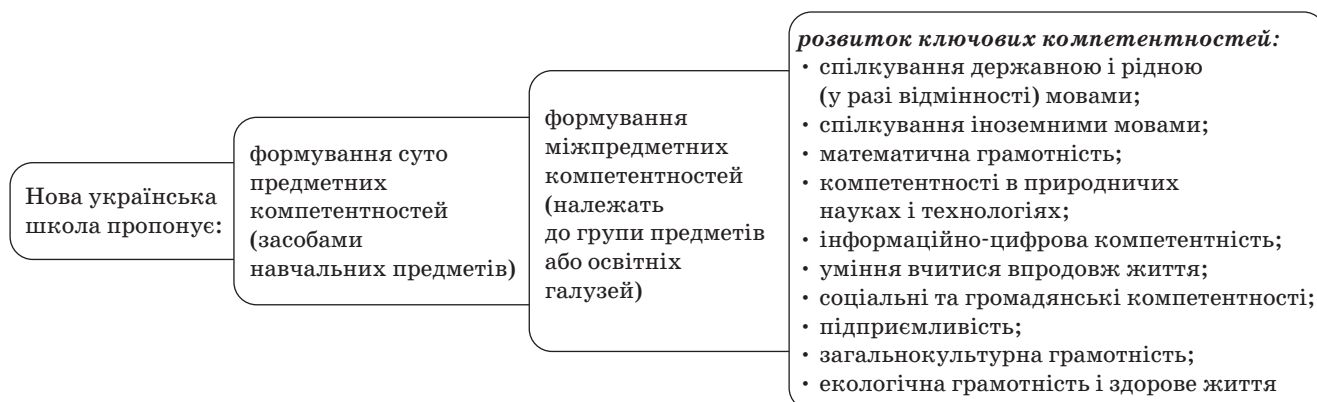 Нова українська
школа пропонує:
формування суто
предметних
компетентностей
(засобами
навчальних предметів)
формування
міжпредметних
компетентностей
(належать
до групи предметів
або освітніх
галузей)
розвиток ключових компетентностей:
• спілкування державною і рідною
(у разі відмінності) мовами;
• спілкування іноземними мовами;
• математична грамотність;
• компетентності в природничих
науках і технологіях;
• інформаційно-цифрова компетентність;
• уміння вчитися впродовж життя;
• соціальні та громадянські компетентності;
• підприємливість;
• загальнокультурна грамотність;
• екологічна грамотність і здорове життя